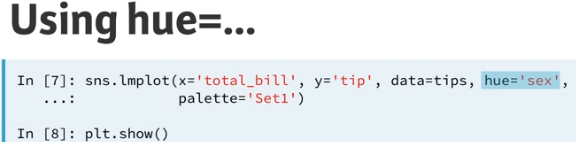 Using hue=...
In [7]: sns.lmplot(x='total_bill', y='tip', data=tips, hue='sex',
...: palette='Set1')
In [8]: plt.show()